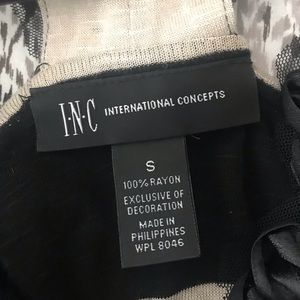 I·N·C INTERNATIONAL CONCEPTS
S
100% RAYON
EXCLUSIVE OF
DECORATION
MADE IN
PHILIPPINES
WPL 8046